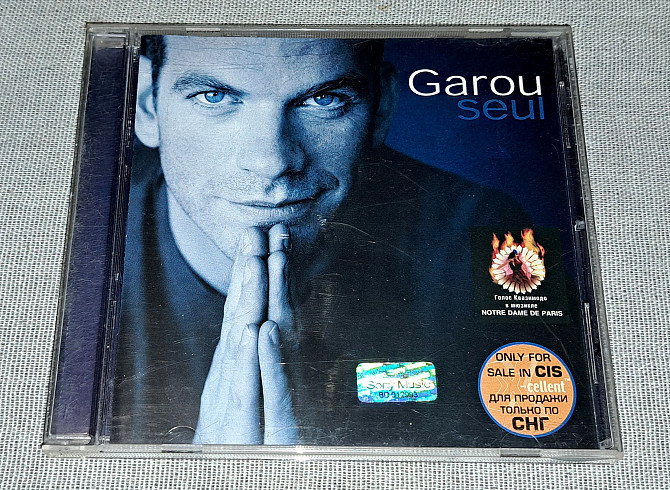 Garou
seul
Голос Квазимодо
в мюзикле
NOTRE DAME DE PARIS
Sony Music
ONLY FOR
SALE IN CIS
-cellent
ДЛЯ ПРОДАЖИ
ТОЛЬКО ПО
СНГ